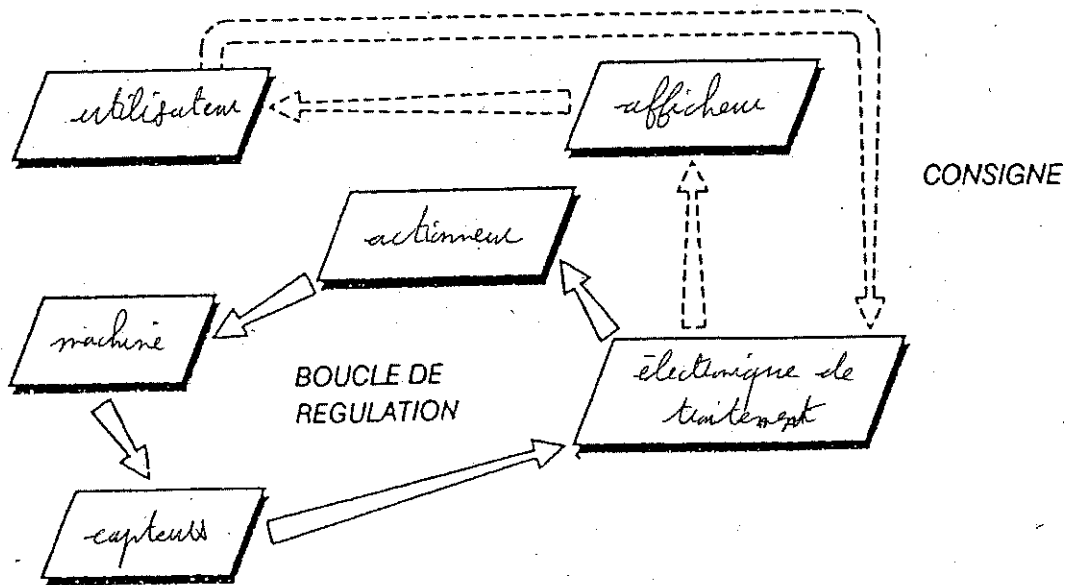 utilisateur
afficheur
CONSIGNE
actionneur
machine
BOUCLE DE
REGULATION
électronique de
traitement
capteurs